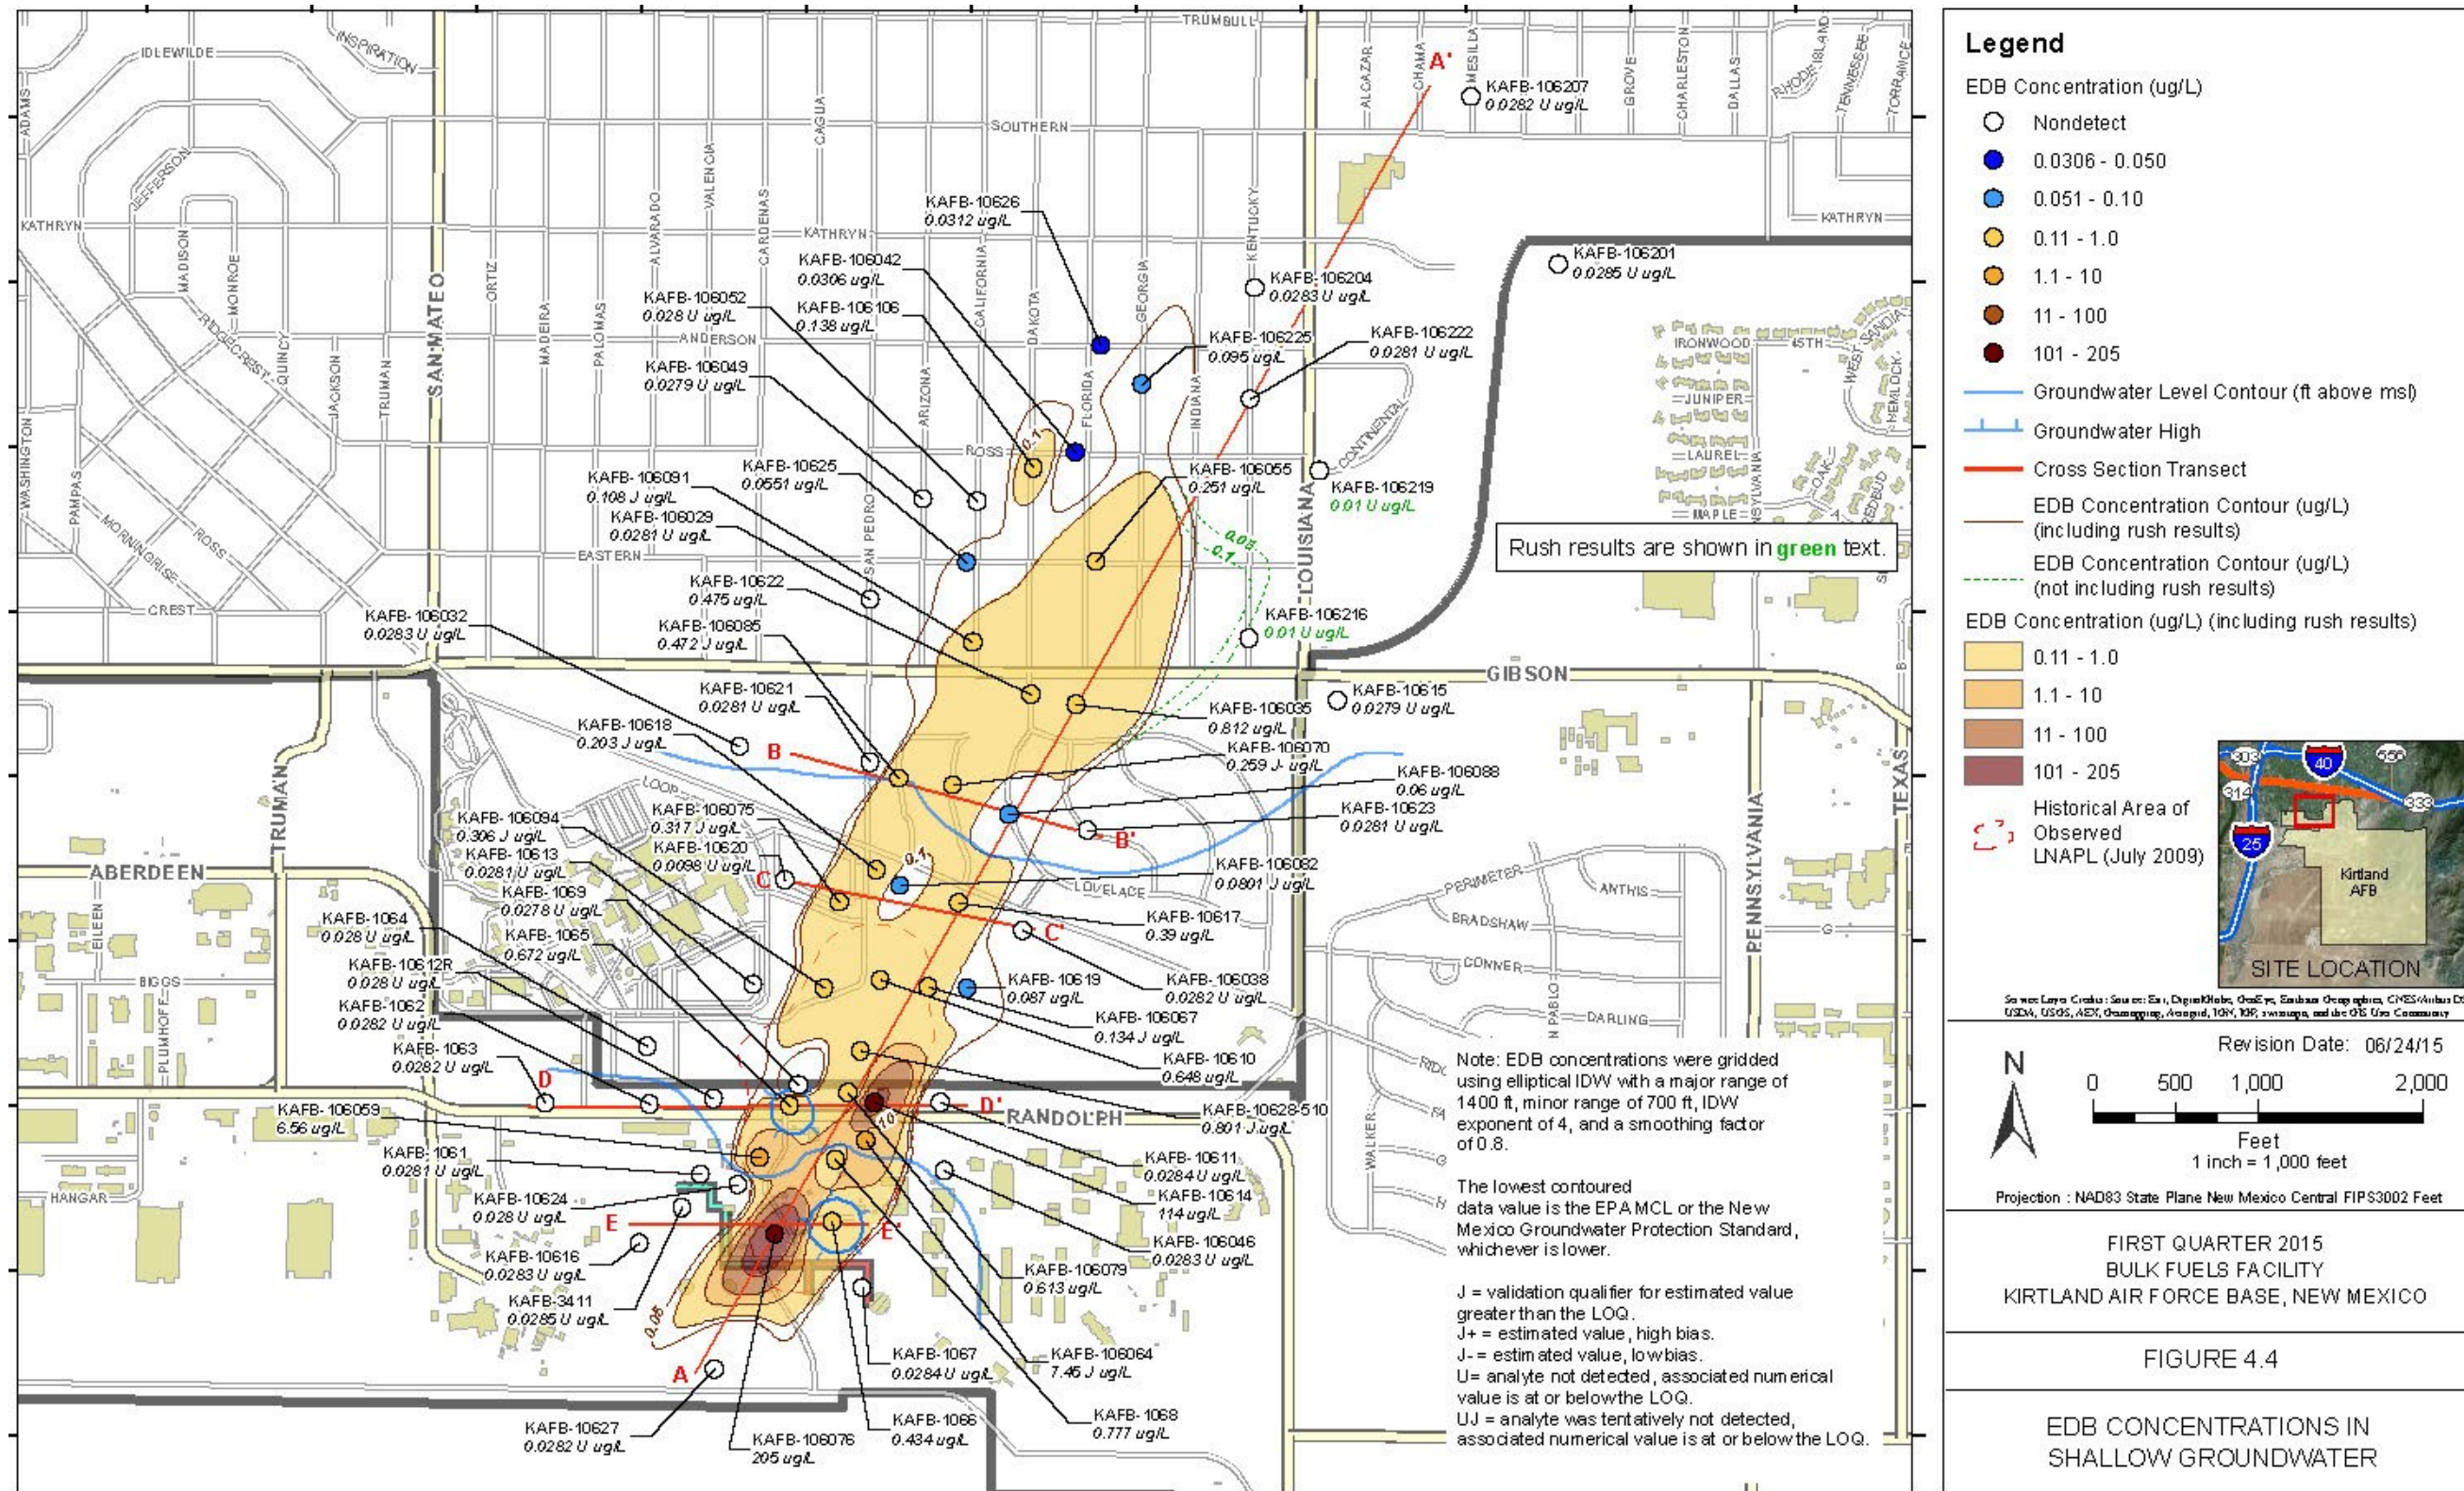 TRUMBULL
IDLEWILDE
INSPIRATION
ADAMS
JEFFERSON
SAN MATEO
CAGUA
SOUTHERN
ALCAZAR
CHAMA
MESILLA
GROVE
CHARLESTON
DALLAS
RHODE ISLAND
TENNESSEE
TORRANCE
A'
KAFB-106207
0.0282 U ug/L
KATHRYN
MADISON
MONROE
ORTIZ
ALVARADO
VALENCIA
CARDENAS
KATHRYN
KAFB-10626
0.0312 ug/L
CALIFORNIA
KENTUCKY
KATHRYN
KAFB-106201
0.0285 U ug/L
KAFB-106042
0.0306 ug/L
KAFB-106204
0.0283 U ug/L
KAFB-106052
0.028 U ug/L
KAFB-106106
0.138 ug/L
DAKOTA
GEORGIA
RIDGECREST
QUINCY
JACKSON
TRUMAN
MADEIRA
PALOMAS
ANDERSON
KAFB-106225
0.095 ug/L
KAFB-106222
0.0281 U ug/L
IRONWOOD
45TH
WEST SANDIA
HEMLOCK
KAFB-106049
0.0279 U ug/L
ARIZONA
FLORIDA
INDIANA
JUNIPER
WASHINGTON
PAMPAS
MORNINGRISE
ROSS
ROSS
0.1
CONTINENTAL
LAUREL
OAK
REDBUD
MAPLE
KAFB-106091
0.108 J ug/L
KAFB-10625
0.0551 ug/L
KAFB-106055
0.251 ug/L
KAFB-106219
0.01 U ug/L
LOUISIANA
KAFB-106029
0.0281 U ug/L
EASTERN
SAN PEDRO
0.05
0.1
Rush results are shown in green text.
KAFB-10622
0.475 ug/L
CREST
KAFB-106032
0.0283 U ug/L
KAFB-106085
0.472 J ug/L
KAFB-106216
0.01 U ug/L
GIBSON
KAFB-10621
0.0281 U ug/L
KAFB-10615
0.0279 U ug/L
KAFB-10618
0.203 J ug/L
KAFB-106035
0.812 ug/L
B
KAFB-106070
0.259 J- ug/L
KAFB-106088
0.06 ug/L
KAFB-10623
0.0281 U ug/L
B'
TRUMAN
LOOP
KAFB-106075
0.317 J ug/L
KAFB-106094
0.306 J ug/L
KAFB-10620
0.0098 U ug/L
KAFB-10613
0.0281 U ug/L
C
0.1
LOVELACE
KAFB-106082
0.0801 J ug/L
PENNSYLVANIA
TEXAS
ABERDEEN
EILEEN
PERIMETER
ANTHIS
BRADSHAW
KAFB-1069
0.0278 U ug/L
KAFB-1064
0.028 U ug/L
KAFB-1065
0.672 ug/L
KAFB-10617
0.39 ug/L
C'
G
CONNER
KAFB-10612R
0.028 U ug/L
BIGGS
PLUMHOFF
KAFB-10619
0.087 ug/L
KAFB-106038
0.0282 U ug/L
KAFB-1062
0.0282 U ug/L
KAFB-106067
0.134 J ug/L
DARLING
KAFB-1063
0.0282 U ug/L
KAFB-10610
0.648 ug/L
D
D'
RANDOLPH
10
KAFB-106059
6.56 ug/L
KAFB-10628-510
0.801 J ug/L
WALKER
KAFB-1061
0.0281 U ug/L
KAFB-10611
0.0284 U ug/L
HANGAR
KAFB-10624
0.028 U ug/L
KAFB-10614
114 ug/L
E
E'
KAFB-106046
0.0283 U ug/L
KAFB-10616
0.0283 U ug/L
KAFB-106079
0.613 ug/L
KAFB-3411
0.0285 U ug/L
0.05
KAFB-1067
0.0284 U ug/L
KAFB-106064
7.45 J ug/L
A
KAFB-10627
0.0282 U ug/L
KAFB-106076
205 ug/L
KAFB-1066
0.434 ug/L
KAFB-1068
0.777 ug/L
Note: EDB concentrations were gridded
using elliptical IDW with a major range of
1400 ft, minor range of 700 ft, IDW
exponent of 4, and a smoothing factor
of 0.8.
The lowest contoured
data value is the EPA MCL or the New
Mexico Groundwater Protection Standard,
whichever is lower.
J = validation qualifier for estimated value
greater than the LOQ.
J+ = estimated value, high bias.
J- = estimated value, low bias.
U= analyte not detected, associated numerical
value is at or below the LOQ.
UJ = analyte was tentatively not detected,
associated numerical value is at or below the LOQ.
Legend
EDB Concentration (ug/L)
Nondetect
0.0306 - 0.050
0.051 - 0.10
0.11 - 1.0
1.1 - 10
11 - 100
101 - 205
Groundwater Level Contour (ft above msl)
Groundwater High
Cross Section Transect
EDB Concentration Contour (ug/L)
(including rush results)
EDB Concentration Contour (ug/L)
(not including rush results)
EDB Concentration (ug/L) (including rush results)
0.11 - 1.0
1.1 - 10
11 - 100
101 - 205
Historical Area of
Observed
LNAPL (July 2009)
303
40
556
314
333
25
Kirtland
AFB
SITE LOCATION
N
Revision Date: 06/24/15
0 500 1,000 2,000
Feet
1 inch = 1,000 feet
Projection : NAD83 State Plane New Mexico Central FIPS3002 Feet
FIRST QUARTER 2015
BULK FUELS FACILITY
KIRTLAND AIR FORCE BASE, NEW MEXICO
FIGURE 4.4
EDB CONCENTRATIONS IN
SHALLOW GROUNDWATER